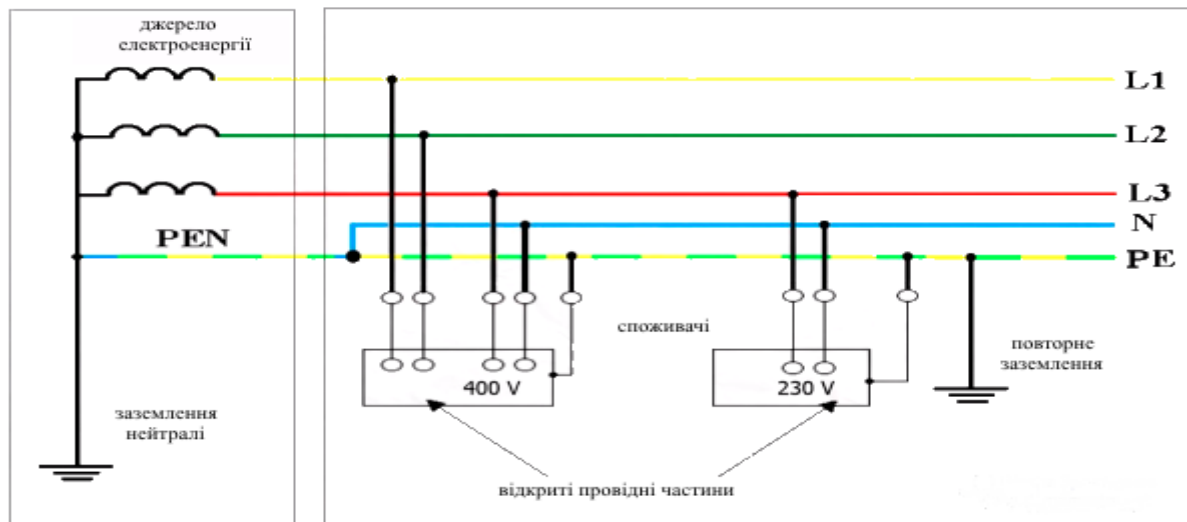 джерело
електроенергії
L1
L2
L3
N
PEN
PE
споживачі
повторне
заземлення
400 V
230 V
заземлення
нейтралі
відкриті провідні частини